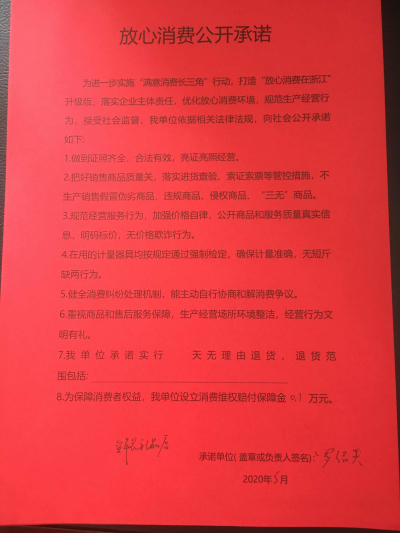 放心消费公开承诺
为进一步实施“满意消费长三角”行动，打造“放心消费在浙江”
升级版，落实企业主体责任，优化放心消费环境，规范生产经营行
为，接受社会监督，我单位依据相关法律法规，向社会公开承诺
如下:
1.做到证照齐全、合法有效，亮证亮照经营。
2.把好销售商品质量关，落实进货查验、索证索票等管控措施，不
生产销售假冒伪劣商品、违规商品、侵权商品、“三无”商品。
3.规范经营服务行为，加强价格自律，公开商品和服务质量真实信
息，明码标价，无价格欺诈行为。
4.在用的计量器具均按规定通过强制检定，确保计量准确，无短斤
缺两行为。
5.健全消费纠纷处理机制，能主动自行协商和解消费争议。
6.重视商品和售后服务保障，生产经营场所环境整洁，经营行为文
明有礼。
7.我单位承诺实行 天无理由退货，退货范
围包括:
8.为保障消费者权益，我单位设立消费维权赔付保障金 0.1 万元。
承诺单位(盖章或负责人签名):
2020年5月